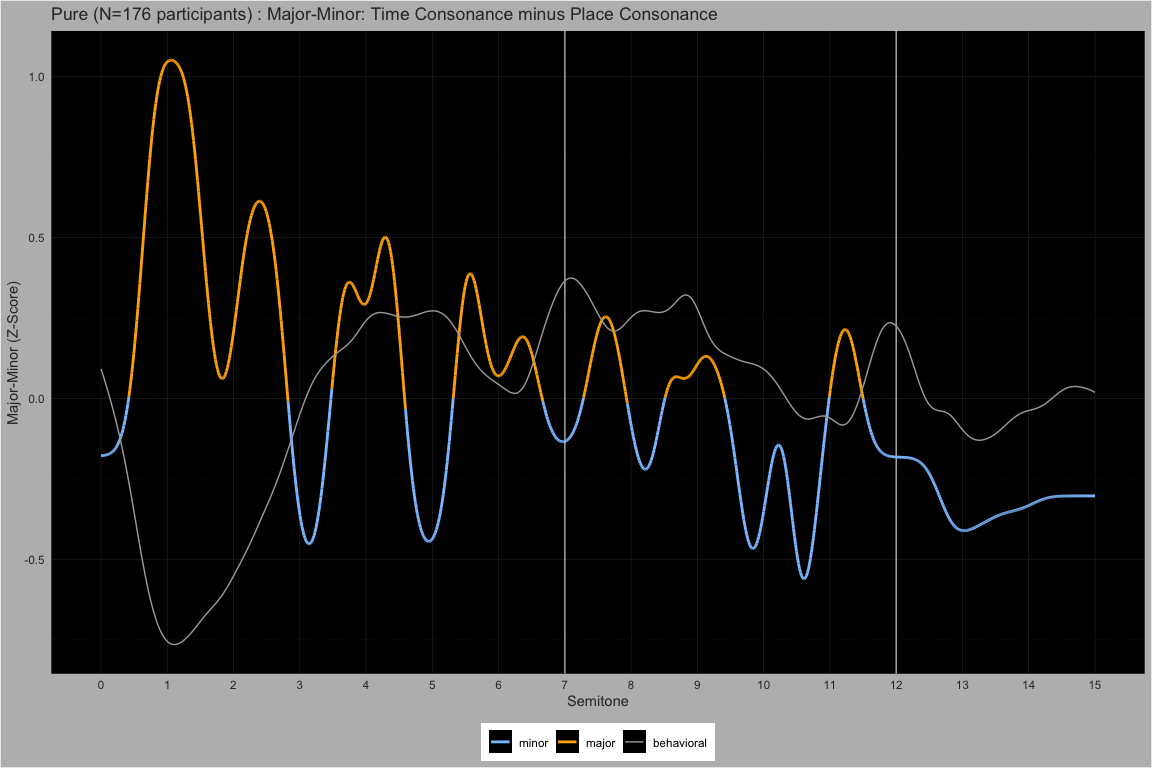 Pure (N=176 participants) : Major-Minor: Time Consonance minus Place Consonance
Major-Minor (Z-Score)
1.0
0.5
0.0
-0.5
0 1 2 3 4 5 6 7 8 9 10 11 12 13 14 15
Semitone
minor major behavioral